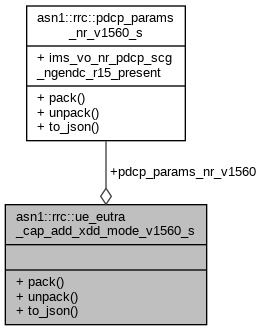 asn1::rrc::pdcp_params
_nr_v1560_s
+ ims_vo_nr_pdcp_scg
_ngendc_r15_present
+ pack()
+ unpack()
+ to_json()
+pdcp_params_nr_v1560
asn1::rrc::ue_eutra
_cap_add_xdd_mode_v1560_s
+ pack()
+ unpack()
+ to_json()